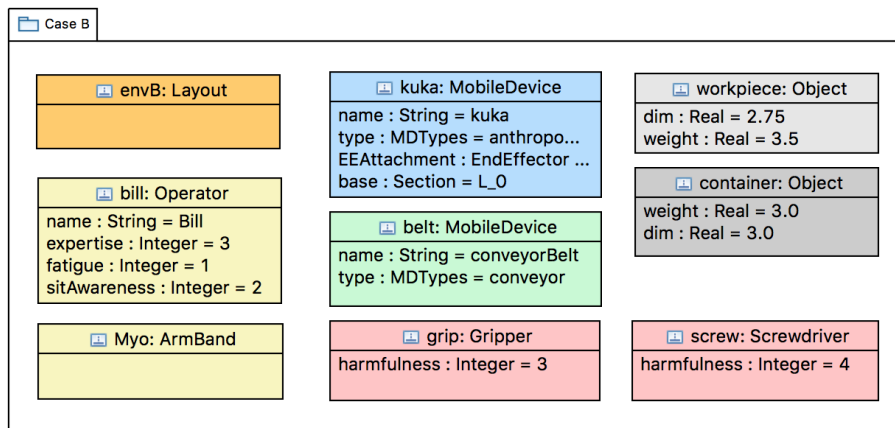 Case B
envB: Layout
bill: Operator
name : String = Bill
expertise : Integer = 3
fatigue : Integer = 1
sitAwareness : Integer = 2
Myo: ArmBand
kuka: MobileDevice
name : String = kuka
type : MDTypes = anthropo...
EEAttachment : EndEffector ...
base : Section = L_0
belt: MobileDevice
name : String = conveyorBelt
type : MDTypes = conveyor
grip: Gripper
harmfulness : Integer = 3
workpiece: Object
dim : Real = 2.75
weight : Real = 3.5
container: Object
weight : Real = 3.0
dim : Real = 3.0
screw: Screwdriver
harmfulness : Integer = 4